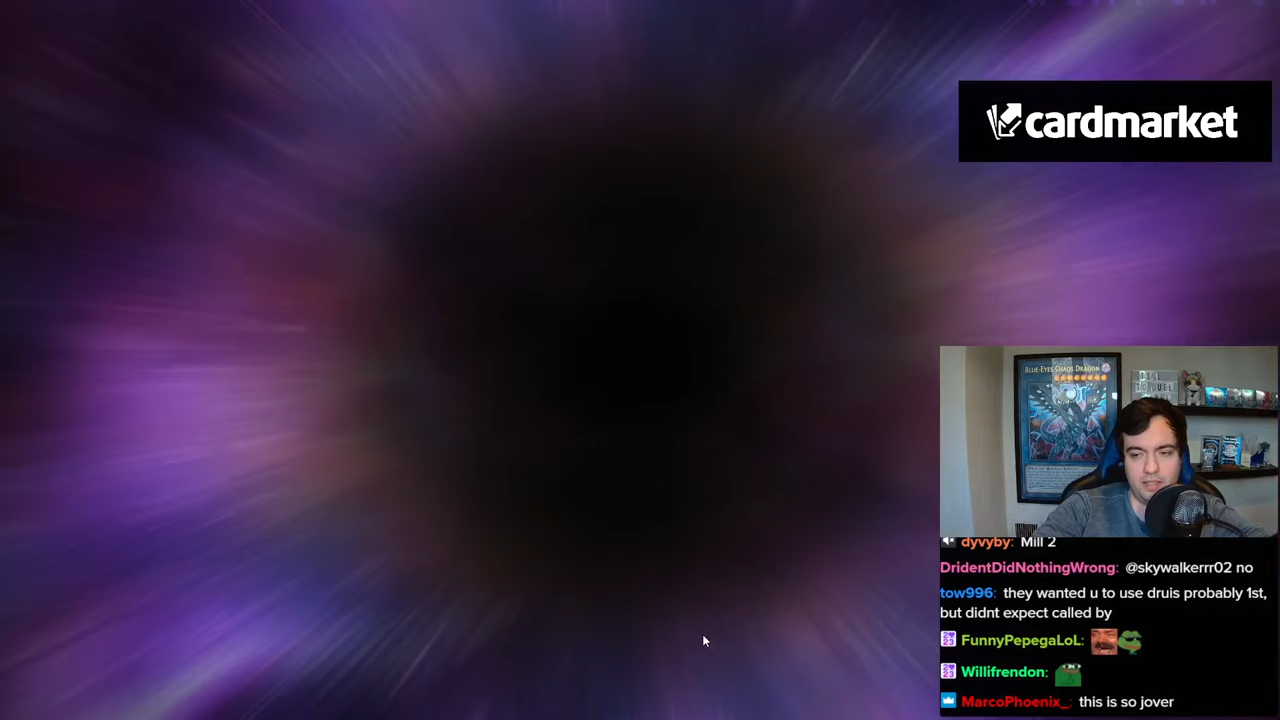 cardmarket
BLUE-EYES CHAOS DRAGON
dyvyby: Mill 2
DridentDidNothingWrong: @skywalkerrr02 no
tow996: they wanted u to use druis probably 1st,
but didnt expect called by
FunnyPepegaLoL:
Willifrendon:
MarcoPhoenix_: this is so jover